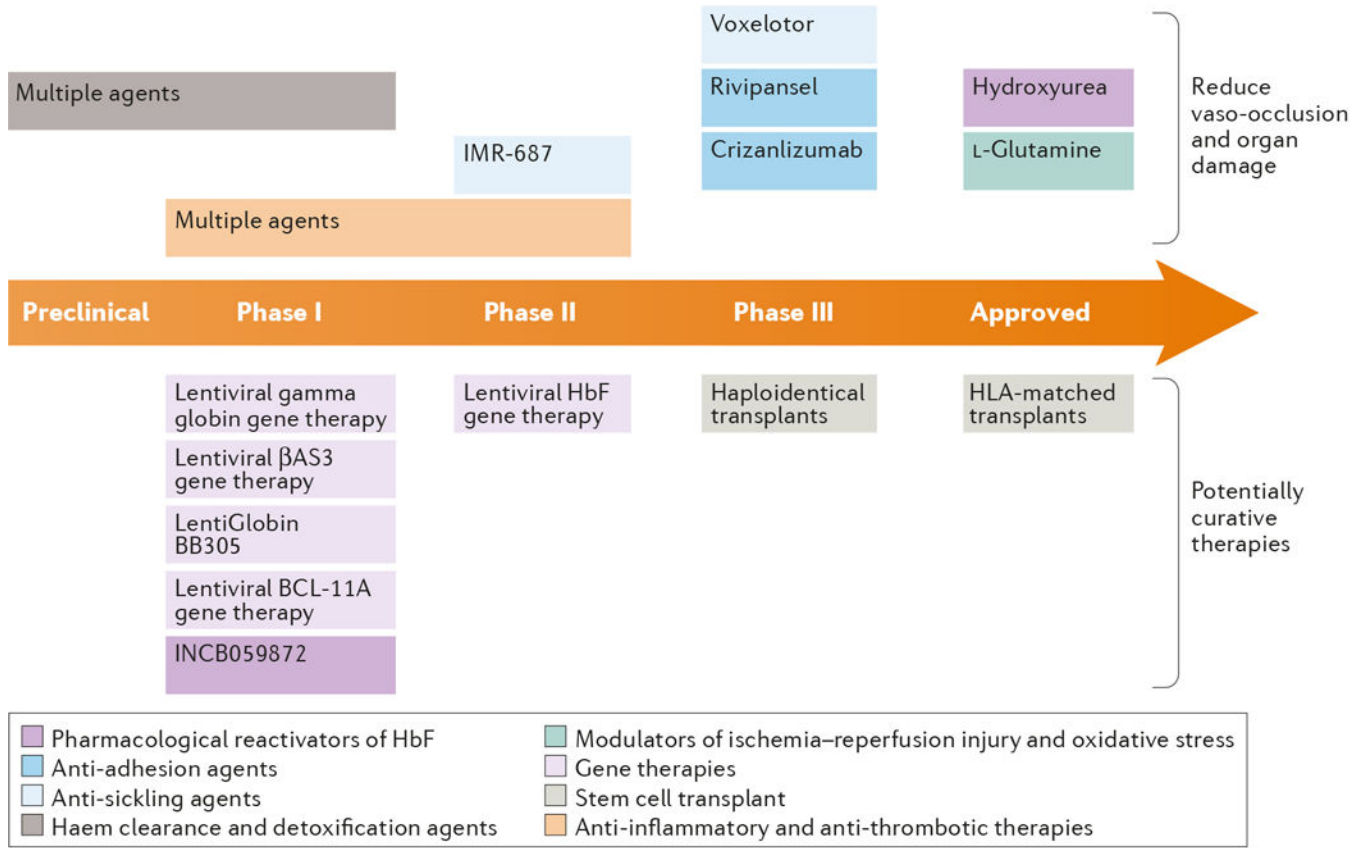 Voxelotor
Multiple agents
Rivipansel
Hydroxyurea
Reduce
vaso-occlusion
and organ
damage
IMR-687
Crizanlizumab
L-Glutamine
Multiple agents
Preclinical
Phase I
Phase II
Phase III
Approved
Lentiviral gamma
globin gene therapy
Lentiviral HbF
gene therapy
Haploidentical
transplants
HLA-matched
transplants
Lentiviral βAS3
gene therapy
LentiGlobin
BB305
Lentiviral BCL-11A
gene therapy
INCB059872
Potentially
curative
therapies
Pharmacological reactivators of HbF
Anti-adhesion agents
Anti-sickling agents
Haem clearance and detoxification agents
Modulators of ischemia–reperfusion injury and oxidative stress
Gene therapies
Stem cell transplant
Anti-inflammatory and anti-thrombotic therapies